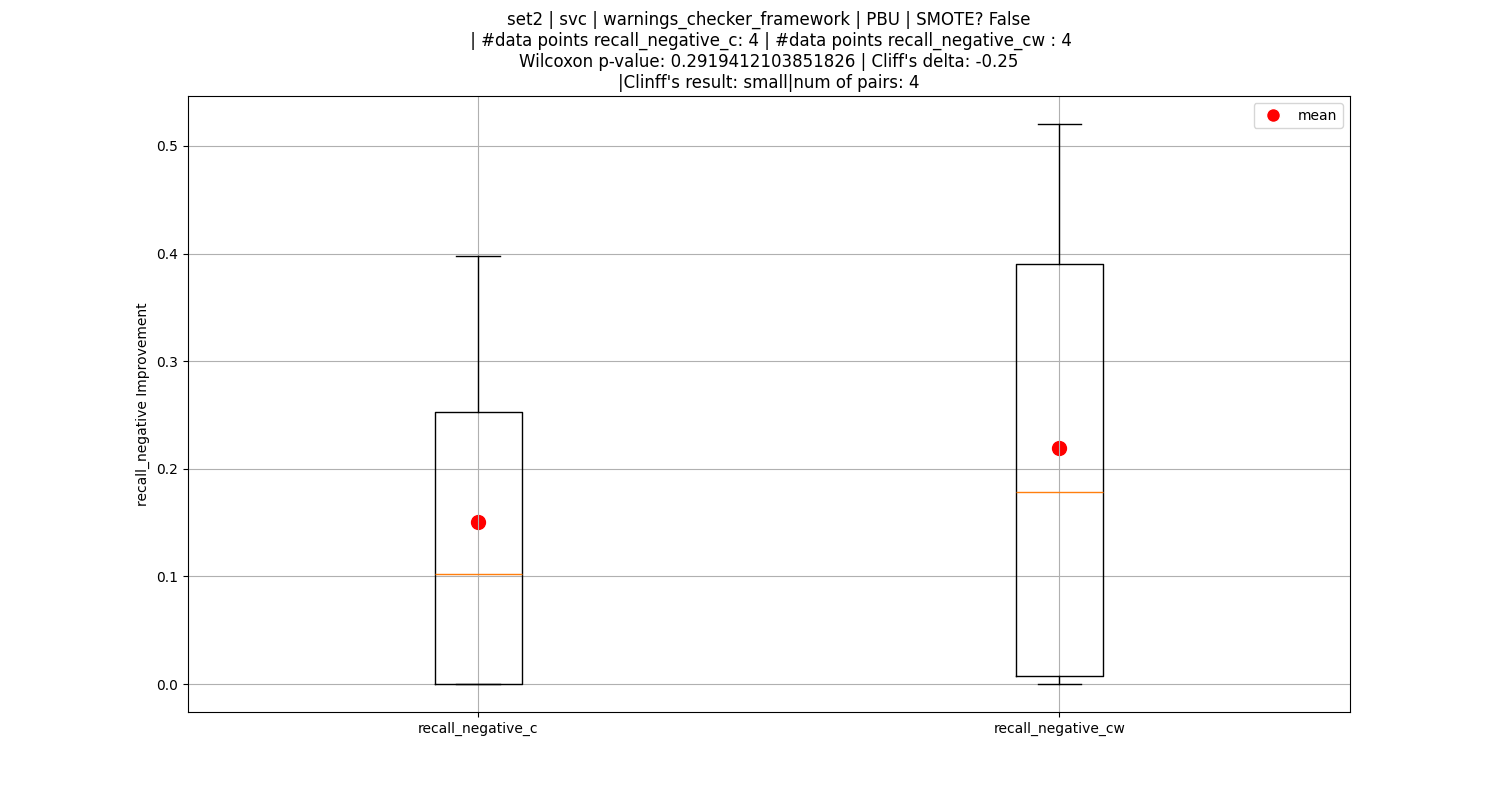 set2 | svc | warnings_checker_framework | PBU | SMOTE? False
| #data points recall_negative_c: 4 | #data points recall_negative_cw : 4
Wilcoxon p-value: 0.2919412103851826 | Cliff's delta: -0.25
|Clinff's result: small|num of pairs: 4
mean
0.5
0.4
0.3
0.2
0.1
0.0
recall_negative Improvement
recall_negative_c
recall_negative_cw